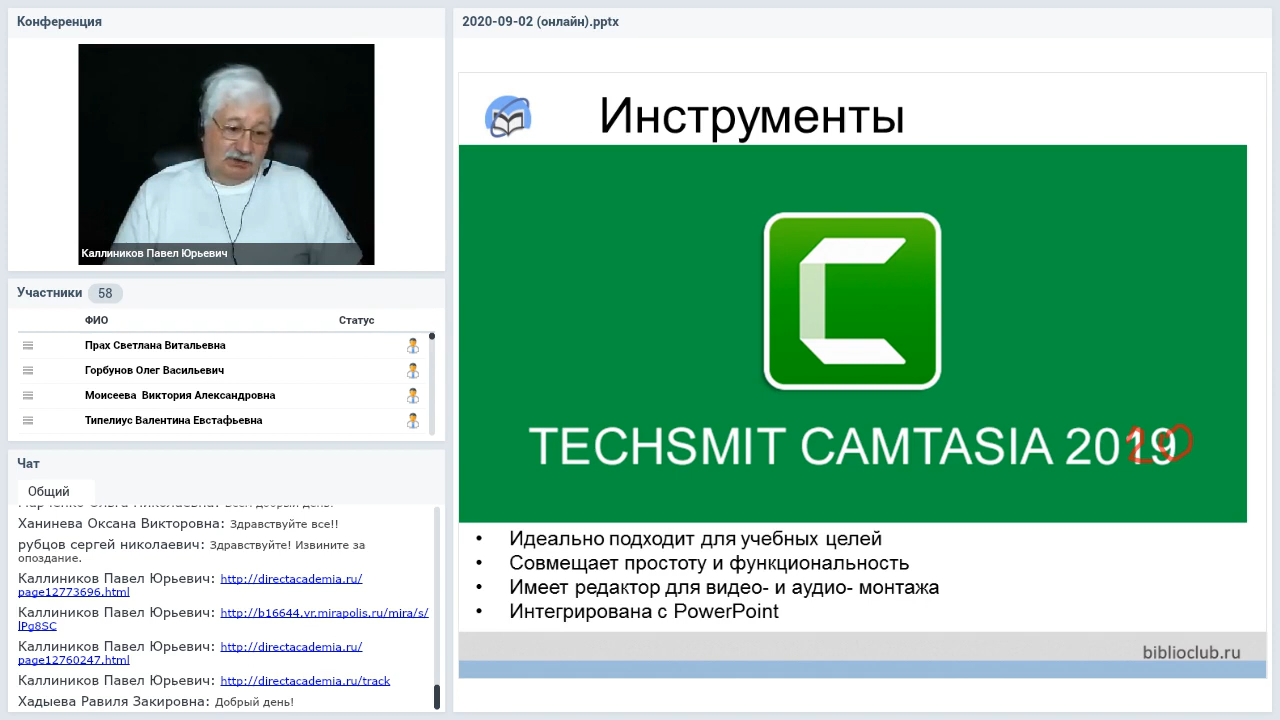 Конференция
Каллиников Павел Юрьевич
Участники 58
ФИО Статус
Прах Светлана Витальевна
Горбунов Олег Васильевич
Моисеева Виктория Александровна
Типелиус Валентина Евстафьевна
Чат
Общий
Ханинева Оксана Викторовна: Здравствуйте все!!
рубцов сергей николаевич: Здравствуйте! Извините за
опоздание.
Каллиников Павел Юрьевич: http://directacademia.ru/
page12773696.html
Каллиников Павел Юрьевич: http://b16644.vr.mirapolis.ru/mira/s/
lPg8SC
Каллиников Павел Юрьевич: http://directacademia.ru/
page12760247.html
Каллиников Павел Юрьевич: http://directacademia.ru/track
Хадыева Равиля Закировна: Добрый день!
2020-09-02 (онлайн).pptx
Инструменты
TECHSMIT CAMTASIA 2019
20
• Идеально подходит для учебных целей
• Совмещает простоту и функциональность
• Имеет редактор для видео- и аудио- монтажа
• Интегрирована с PowerPoint
biblioclub.ru